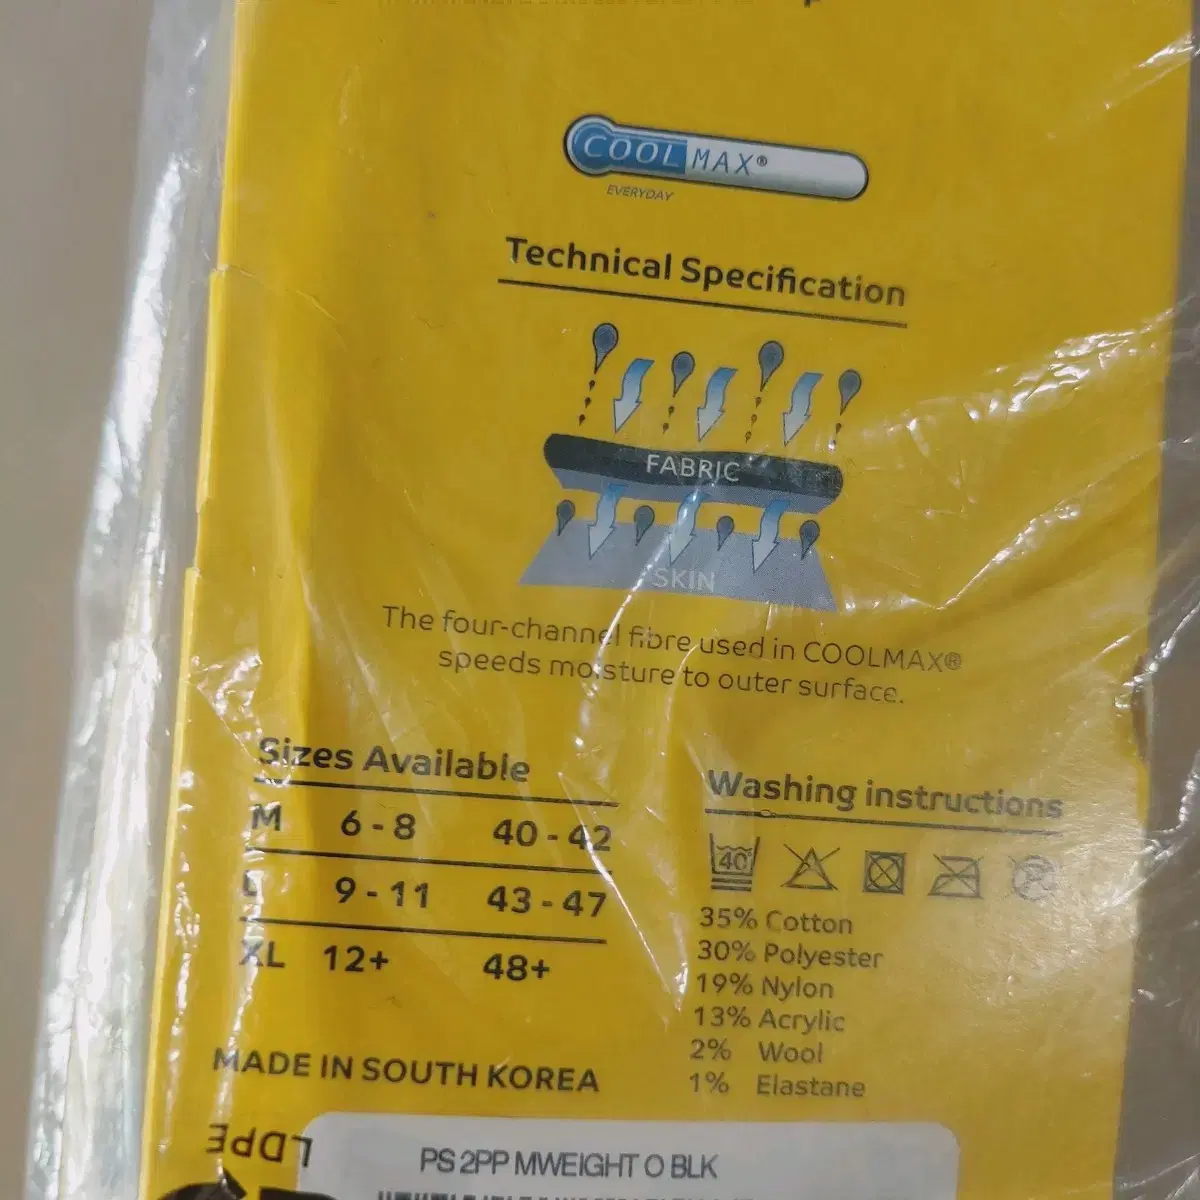 COOLMAX®
EVERYDAY
Technical Specification
FABRIC
SKIN
The four-channel fibre used in COOLMAX®
speeds moisture to outer surface.
Sizes Available
M 6 - 8 40 - 42
L 9 - 11 43 - 47
XL 12+ 48+
Washing instructions
40
35% Cotton
30% Polyester
19% Nylon
13% Acrylic
2% Wool
1% Elastane
MADE IN SOUTH KOREA
LDPE
PS 2PP MWEIGHT O BLK